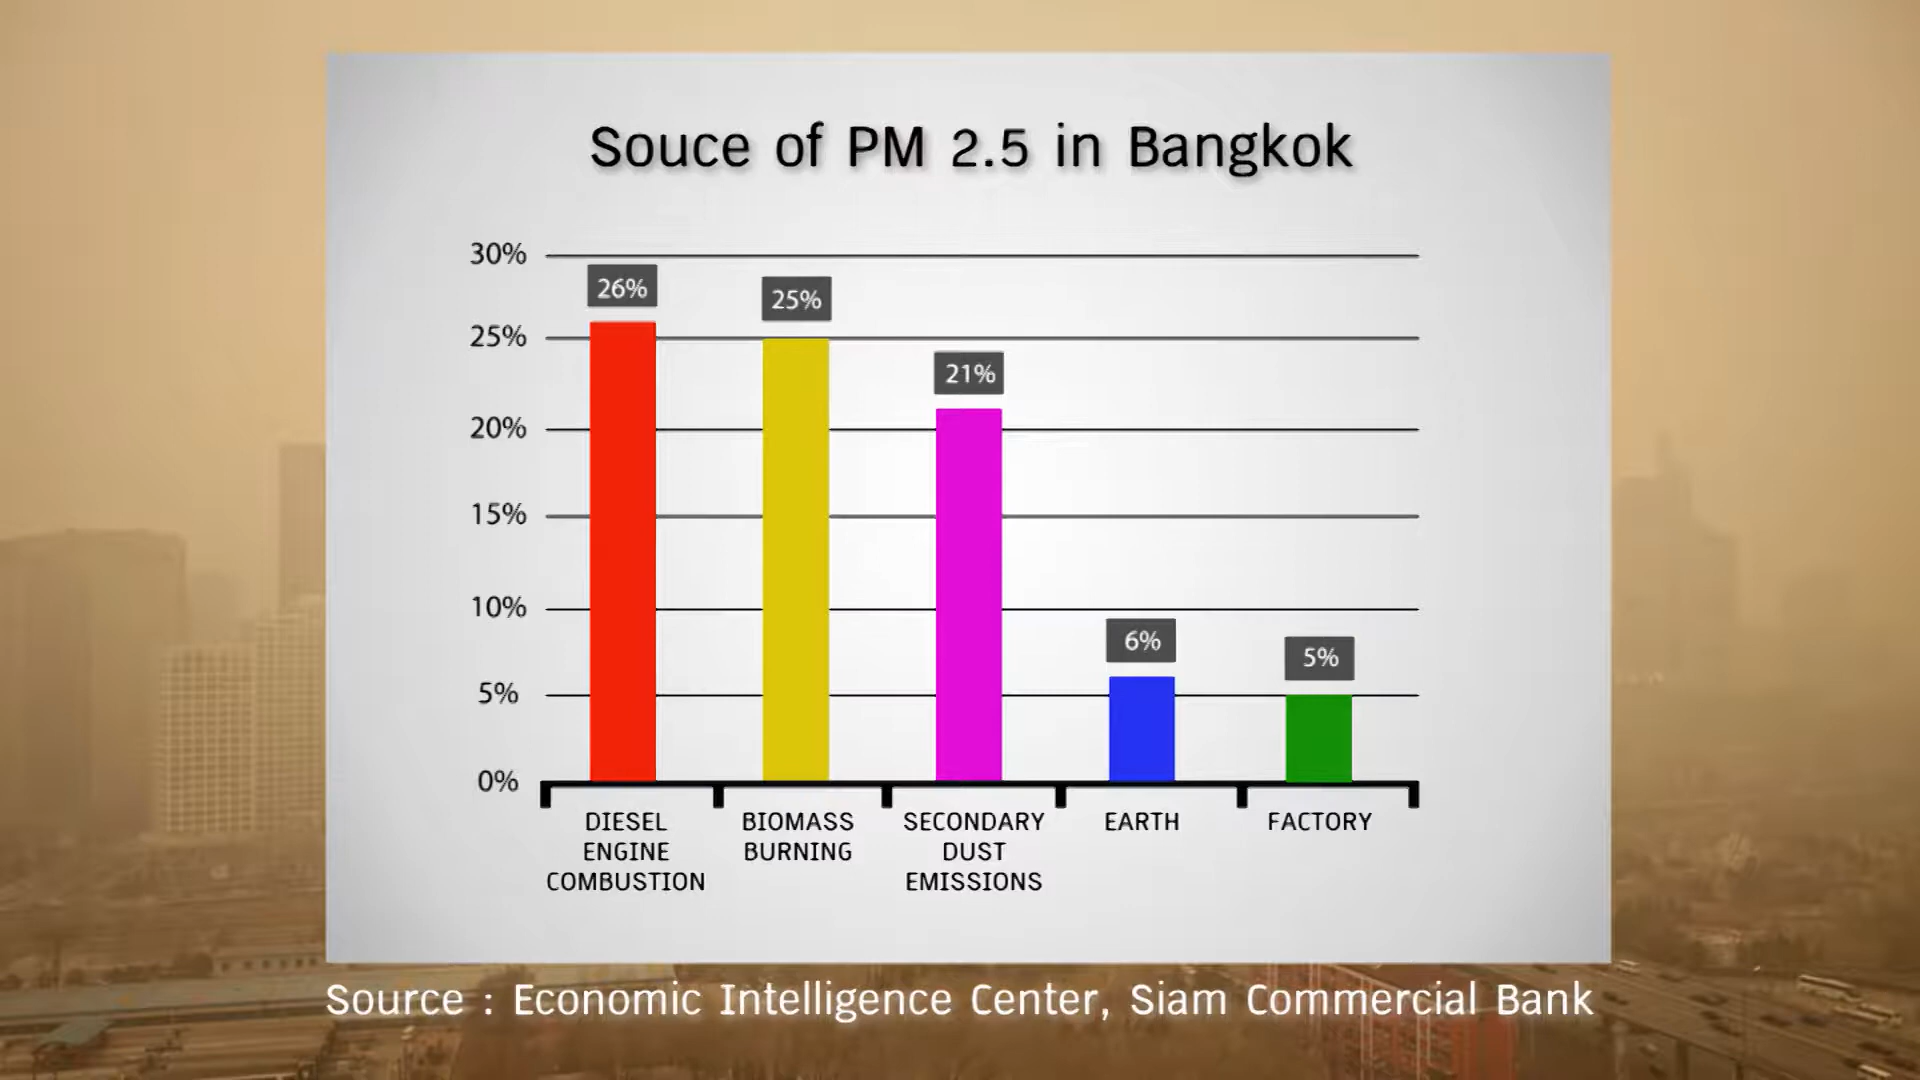 Souce of PM 2.5 in Bangkok
30%
26%
25%
25%
21%
20%
15%
10%
6%
5%
5%
0%
DIESEL
ENGINE
COMBUSTION
BIOMASS
BURNING
SECONDARY
DUST
EMISSIONS
EARTH
FACTORY
Source : Economic Intelligence Center, Siam Commercial Bank